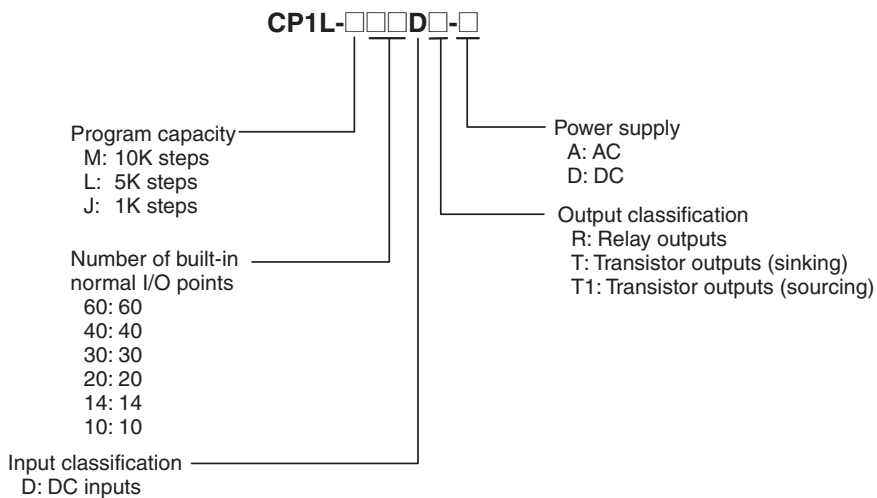 CP1L-□□□D□-□
Program capacity
M: 10K steps
L: 5K steps
J: 1K steps
Number of built-in
normal I/O points
60: 60
40: 40
30: 30
20: 20
14: 14
10: 10
Input classification
D: DC inputs
Power supply
A: AC
D: DC
Output classification
R: Relay outputs
T: Transistor outputs (sinking)
T1: Transistor outputs (sourcing)